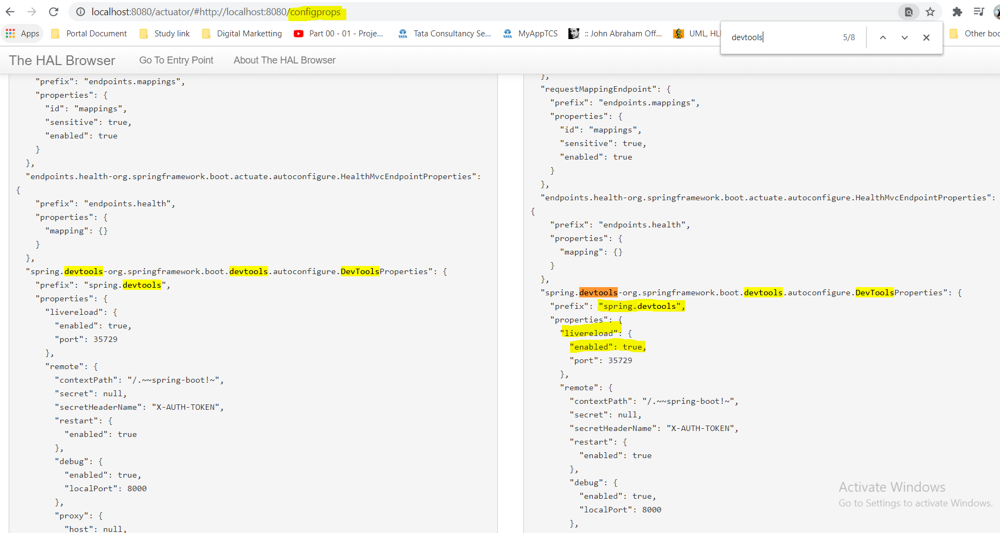 localhost:8080/actuator/#http://localhost:8080/configprops
Apps Portal Document Study link Digital Marketting Part 00 - 01 - Proje... Tata Consultancy Se... MyAppTCS :: John Abraham Off... UML, HL Other boo
devtools 5/8
The HAL Browser Go To Entry Point About The HAL Browser
"prefix": "endpoints.mappings",
"properties": {
"id": "mappings",
"sensitive": true,
"enabled": true
}
},
"endpoints.health-org.springframework.boot.actuate.autoconfigure.HealthMvcEndpointProperties":
{
"prefix": "endpoints.health",
"properties": {
"mapping": {}
}
},
"spring.devtools-org.springframework.boot.devtools.autoconfigure.DevToolsProperties": {
"prefix": "spring.devtools",
"properties": {
"livereload": {
"enabled": true,
"port": 35729
},
"remote": {
"contextPath": "/.~~spring-boot!~",
"secret": null,
"secretHeaderName": "X-AUTH-TOKEN",
"restart": {
"enabled": true
},
"debug": {
"enabled": true,
"localPort": 8000
},
"proxy": {
"host": null,
},
"requestMappingEndpoint": {
"prefix": "endpoints.mappings",
"properties": {
"id": "mappings",
"sensitive": true,
"enabled": true
}
},
"endpoints.health-org.springframework.boot.actuate.autoconfigure.HealthMvcEndpointProperties":
{
"prefix": "endpoints.health",
"properties": {
"mapping": {}
}
},
"spring.devtools-org.springframework.boot.devtools.autoconfigure.DevToolsProperties": {
"prefix": "spring.devtools",
"properties": {
"livereload": {
"enabled": true,
"port": 35729
},
"remote": {
"contextPath": "/.~~spring-boot!~",
"secret": null,
"secretHeaderName": "X-AUTH-TOKEN",
"restart": {
"enabled": true
},
"debug": {
"enabled": true,
"localPort": 8000
},
Activate Windows
Go to Settings to activate Windows.